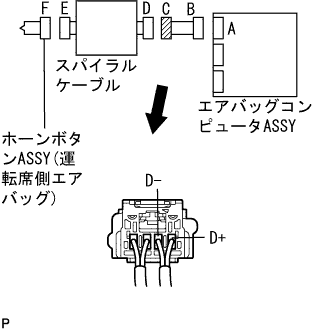 F E D C B
A
スパイラル
ケーブル
エアバッグコン
ピュータASSY
ホーンボタ
ンASSY(運
転席側エア
バッグ)
D-
D+
P